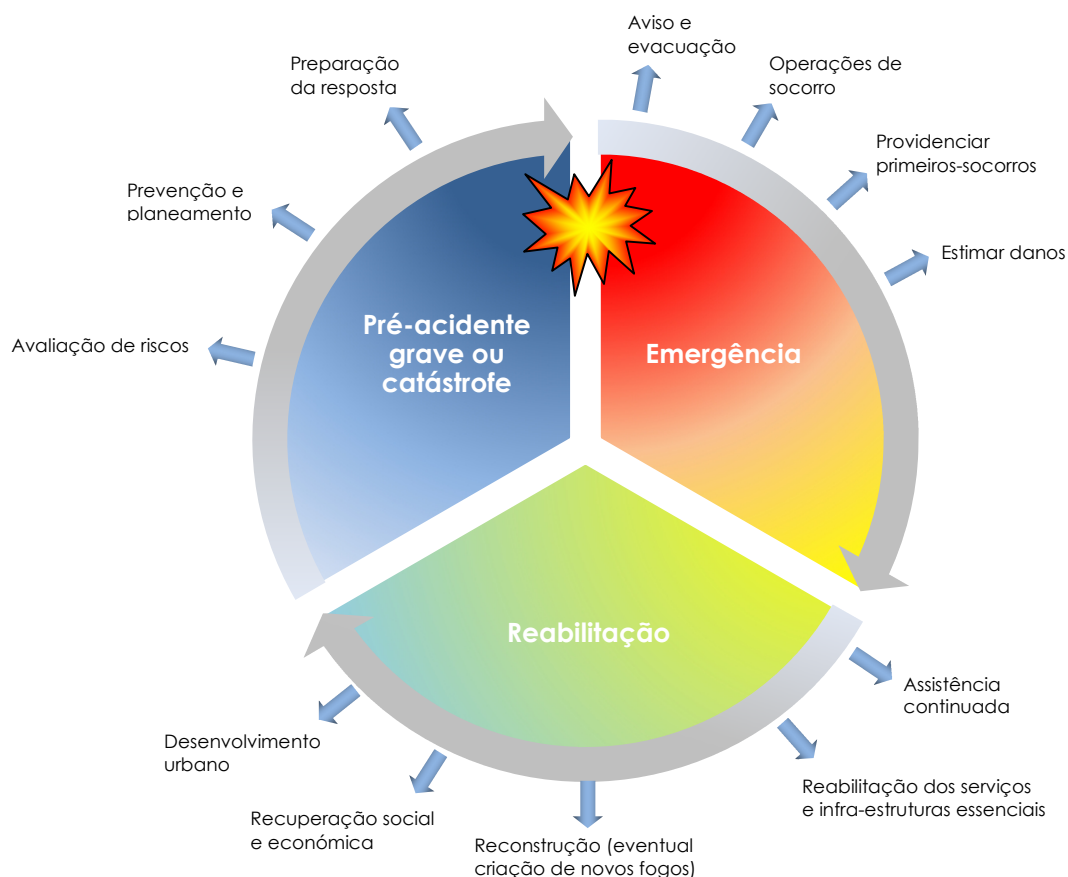 Aviso e
evacuação
Operações de
socorro
Providenciar
primeiros-socorros
Estimar danos
Preparação
da resposta
Prevenção e
planeamento
Avaliação de riscos
Pré-acidente
grave ou
catástrofe
Emergência
Reabilitação
Assistência
continuada
Reabilitação dos serviços
e infra-estruturas essenciais
Reconstrução (eventual
criação de novos fogos)
Recuperação social
e económica
Desenvolvimento
urbano